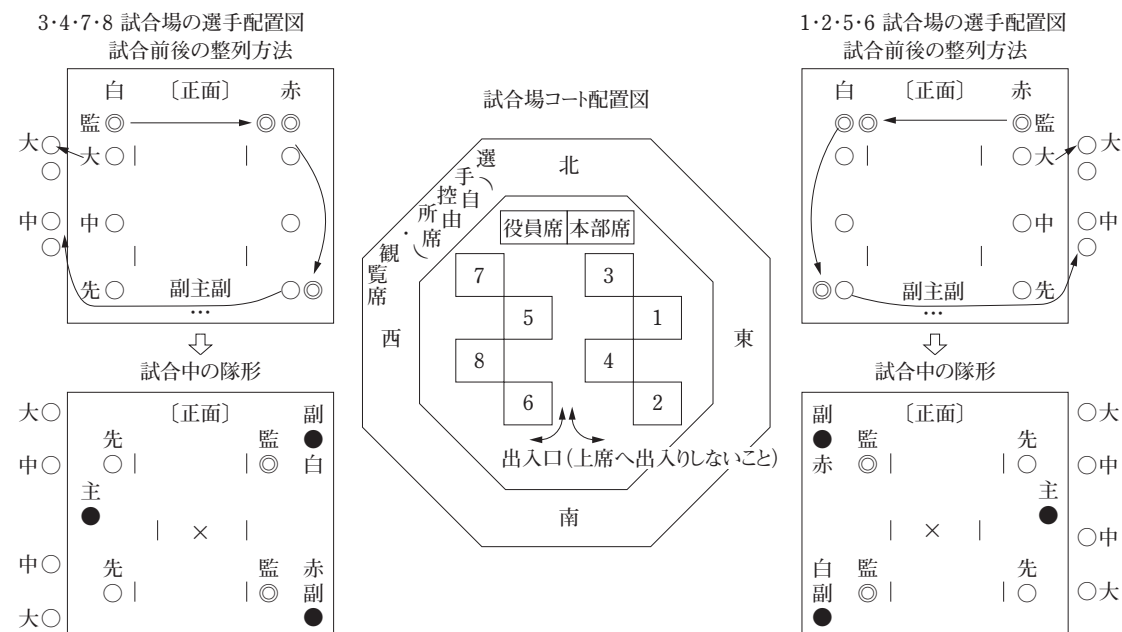 3・4・7・8 試合場の選手配置図
試合前後の整列方法
白 〔正面〕 赤
監
大 大
中 中
先 副主副
…
試合中の隊形
大 〔正面〕 副
先 監
中 白
主
×
中 先 監 赤
副
大
試合場コート配置図
北
選手控所・観覧席
(自由席)
役員席 本部席
7 3
5 1
西 東
8 4
6 2
出入口(上席へ出入りしないこと)
南
1・2・5・6 試合場の選手配置図
試合前後の整列方法
白 〔正面〕 赤
監
大 大
中 中
副主副 先
…
試合中の隊形
副 〔正面〕 大
監 先
赤 中
主
×
中
白 監 先
副 大